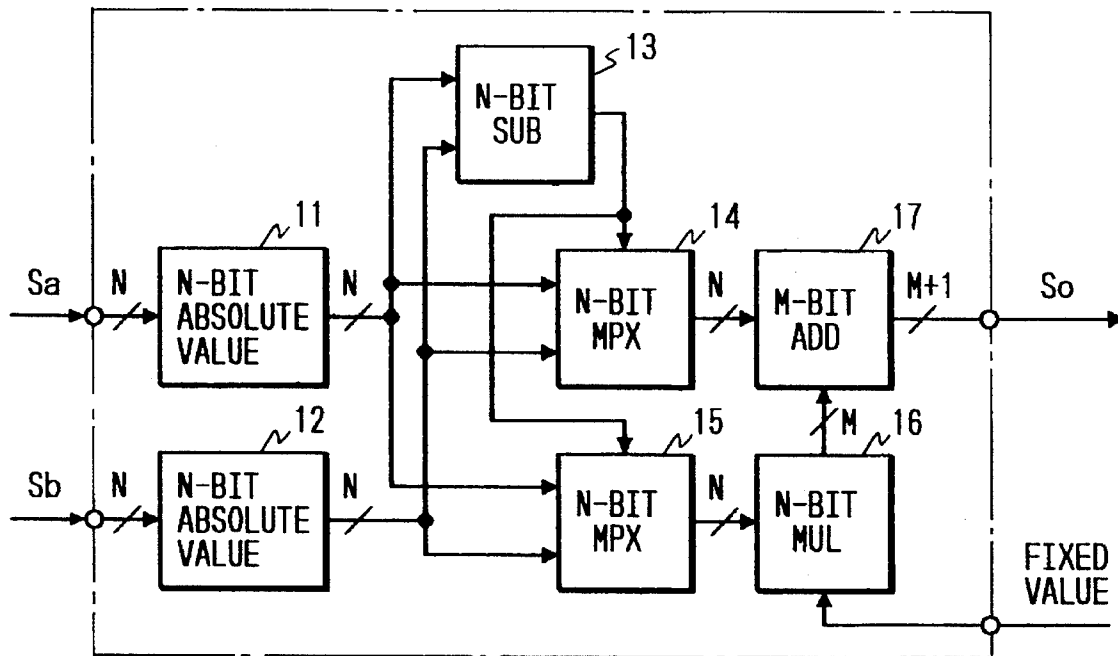 13
N-BIT
SUB
11
14
17
Sa
N
N-BIT
ABSOLUTE
VALUE
N
N-BIT
MPX
N
M-BIT
ADD
M+1
So
12
15
M
16
Sb
N
N-BIT
ABSOLUTE
VALUE
N
N-BIT
MPX
N
N-BIT
MUL
FIXED
VALUE